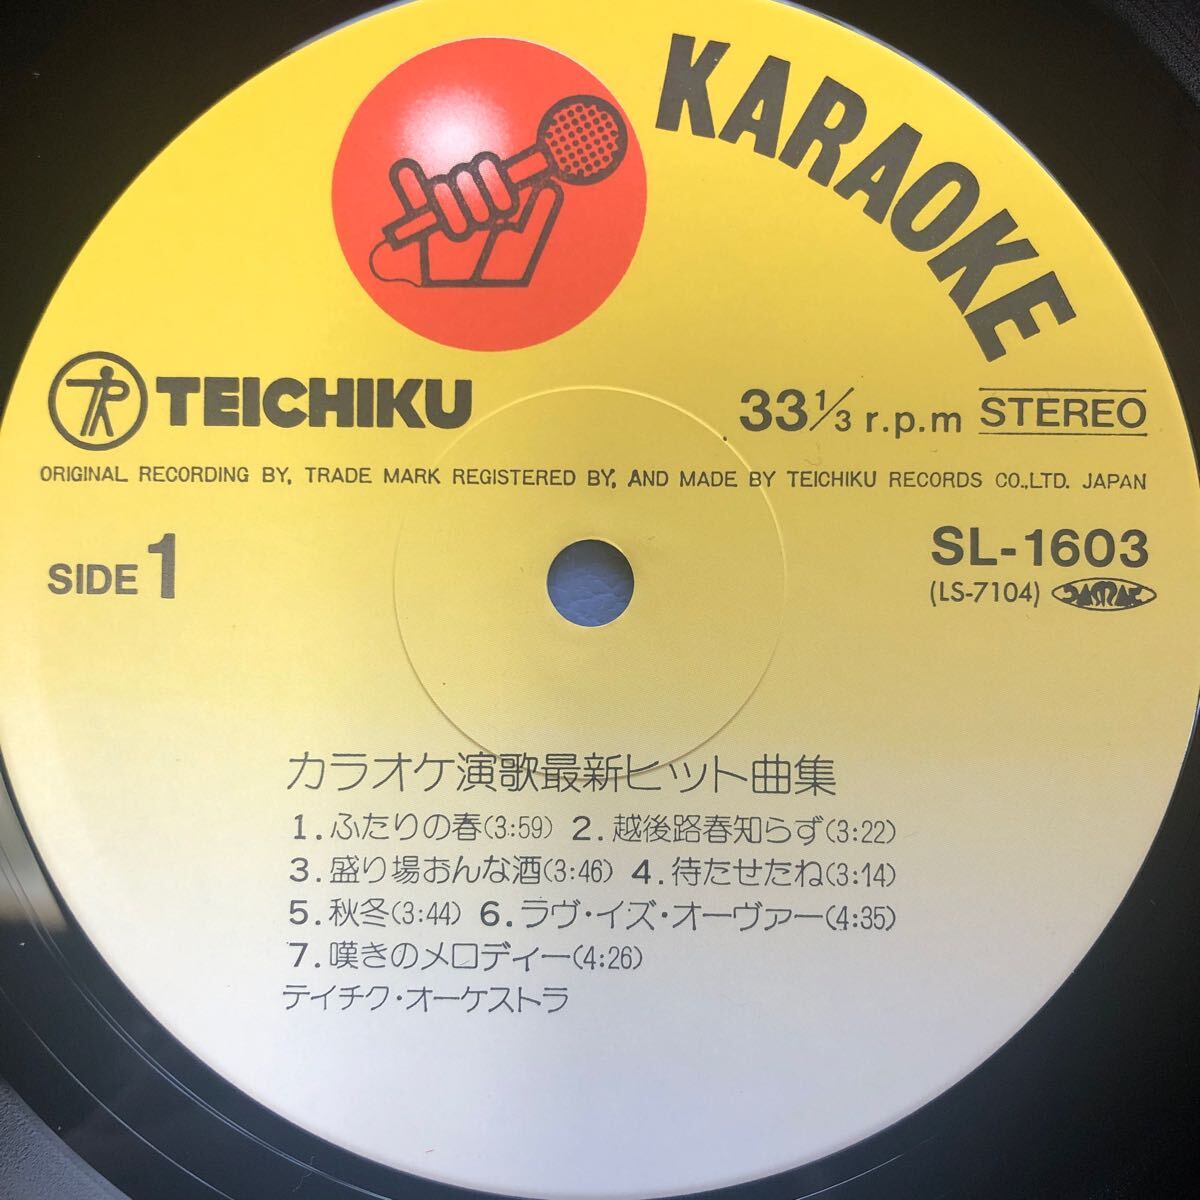 KARAOKE
TEICHIKU
33 1/3 r.p.m STEREO
ORIGINAL RECORDING BY, TRADE MARK REGISTERED BY, AND MADE BY TEICHIKU RECORDS CO.,LTD. JAPAN
SIDE 1
SL-1603
(LS-7104)
カラオケ演歌最新ヒット曲集
1. ふたりの春(3:59) 2. 越後路春知らず(3:22)
3. 盛り場おんな酒(3:46) 4. 待たせたね(3:14)
5. 秋冬(3:44) 6. ラヴ・イズ・オーヴァー(4:35)
7. 嘆きのメロディー(4:26)
テイチク・オーケストラ